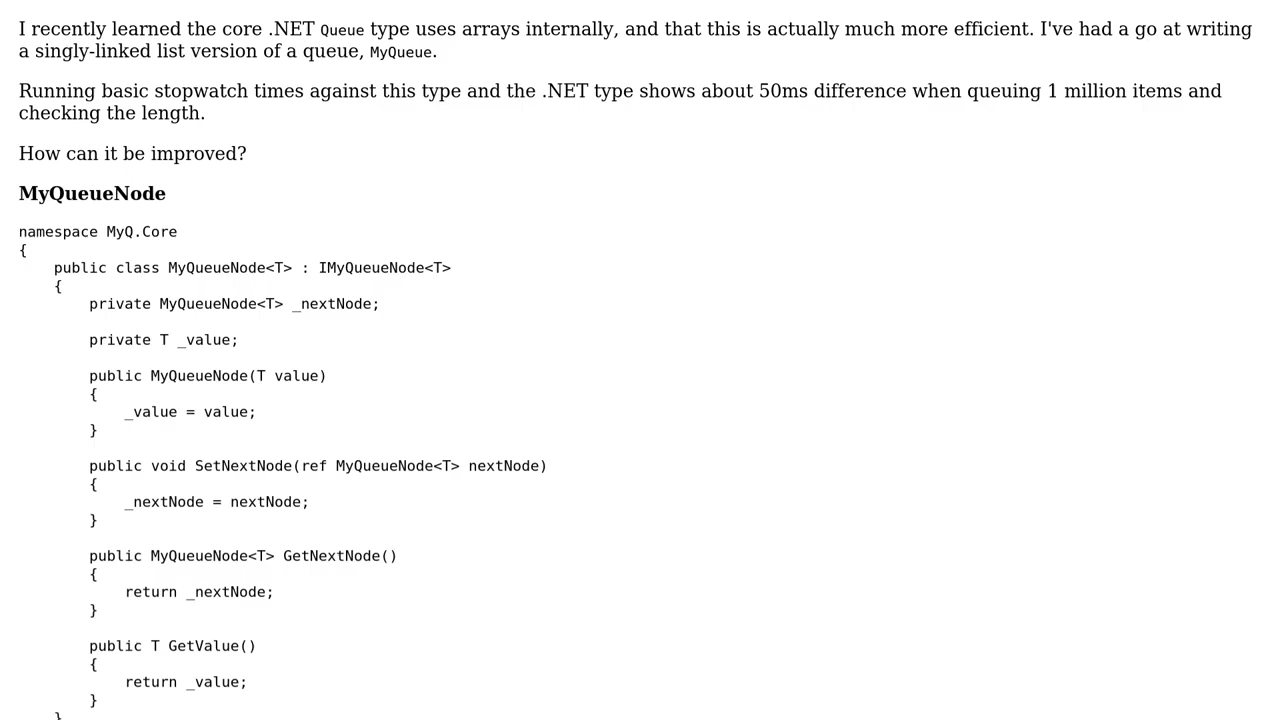 I recently learned the core .NET Queue type uses arrays internally, and that this is actually much more efficient. I've had a go at writing
a singly-linked list version of a queue, MyQueue.
Running basic stopwatch times against this type and the .NET type shows about 50ms difference when queuing 1 million items and
checking the length.
How can it be improved?
MyQueueNode
namespace MyQ.Core
{
    public class MyQueueNode<T> : IMyQueueNode<T>
    {
        private MyQueueNode<T> _nextNode;
        private T _value;
        public MyQueueNode(T value)
        {
            _value = value;
        }
        public void SetNextNode(ref MyQueueNode<T> nextNode)
        {
            _nextNode = nextNode;
        }
        public MyQueueNode<T> GetNextNode()
        {
            return _nextNode;
        }
        public T GetValue()
        {
            return _value;
        }
    }